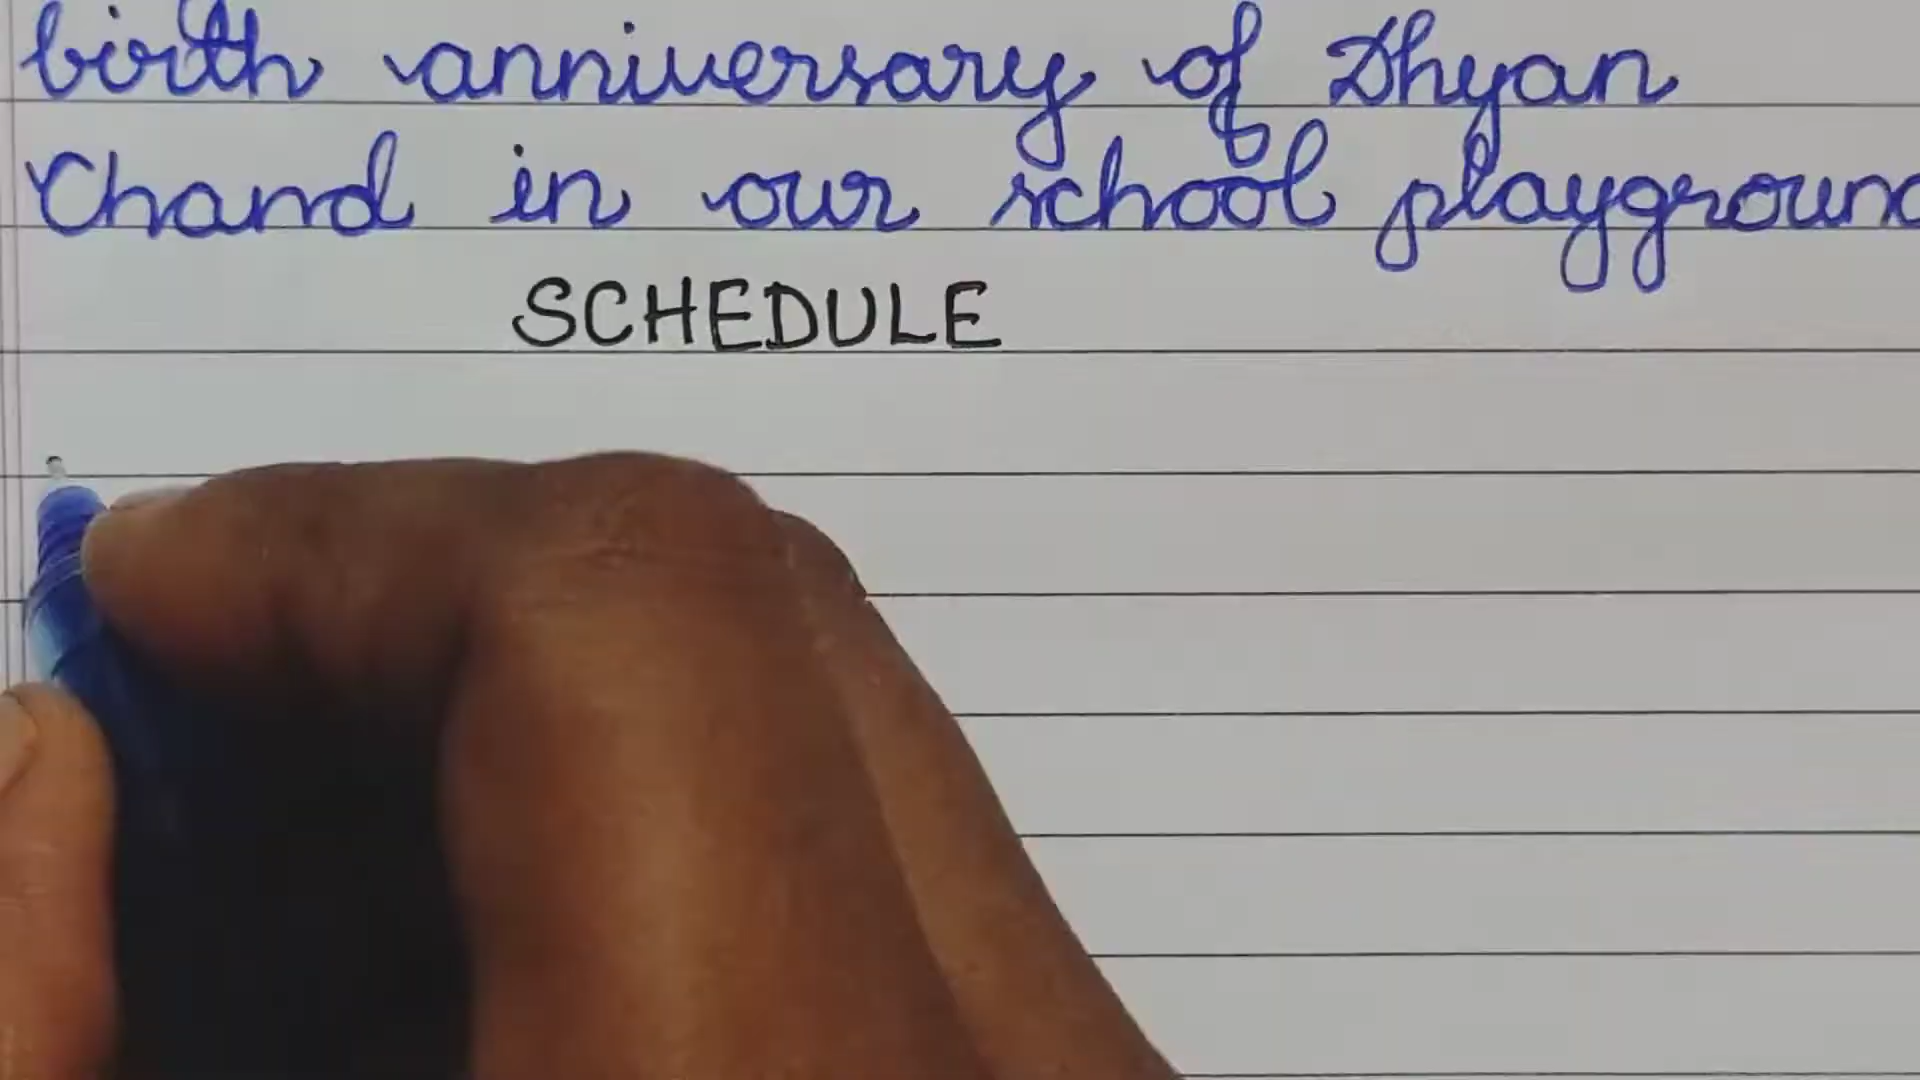 birth anniversary of Dhyan
Chand in our school playground
SCHEDULE